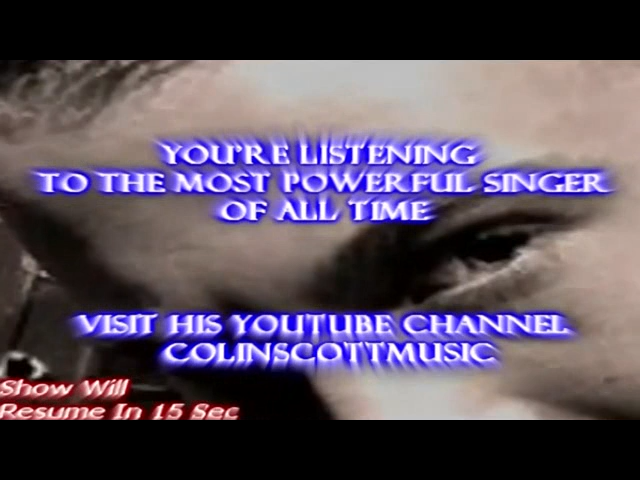 YOU'RE LISTENING
TO THE MOST POWERFUL SINGER
OF ALL TIME
VISIT HIS YOUTUBE CHANNEL
COLINSCOTTMUSIC
Show Will
Resume In 15 Sec